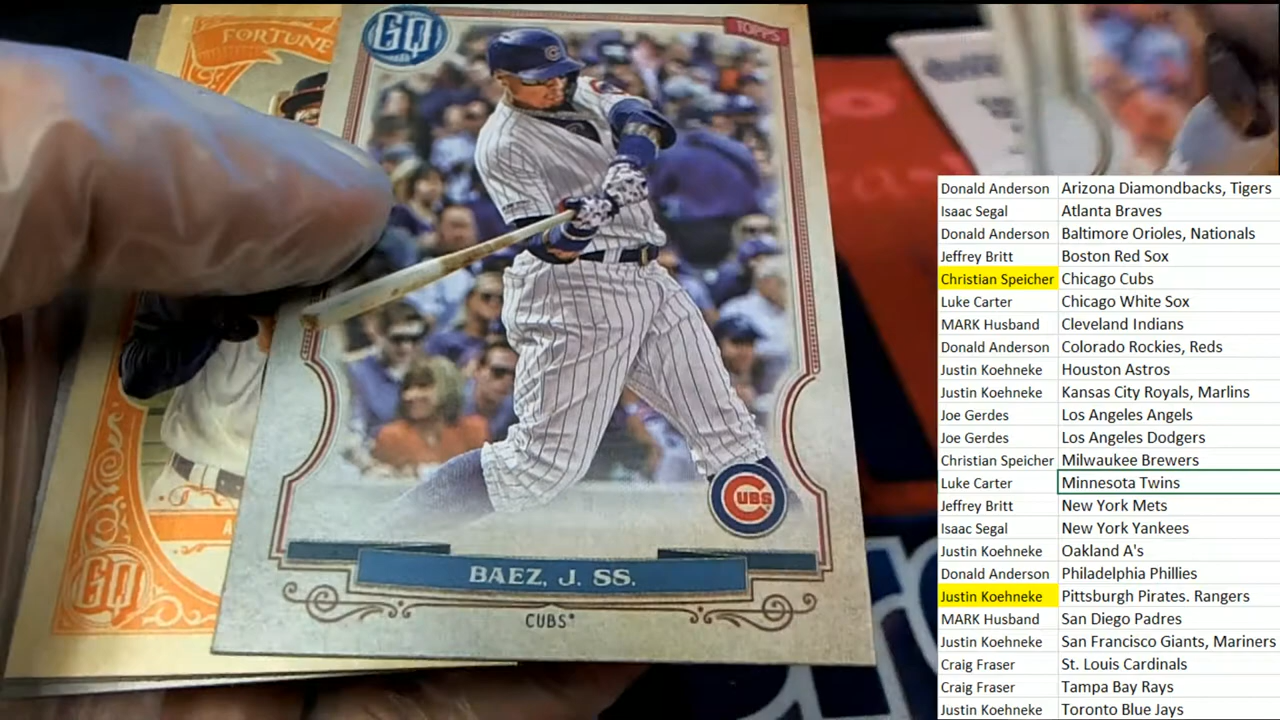 FORTUNE
GQ
TOPPS
C
CUBS
BAEZ, J. SS.
CUBS
GQ
Donald Anderson Arizona Diamondbacks, Tigers
Isaac Segal Atlanta Braves
Donald Anderson Baltimore Orioles, Nationals
Jeffrey Britt Boston Red Sox
Christian Speicher Chicago Cubs
Luke Carter Chicago White Sox
MARK Husband Cleveland Indians
Donald Anderson Colorado Rockies, Reds
Justin Koehneke Houston Astros
Justin Koehneke Kansas City Royals, Marlins
Joe Gerdes Los Angeles Angels
Joe Gerdes Los Angeles Dodgers
Christian Speicher Milwaukee Brewers
Luke Carter Minnesota Twins
Jeffrey Britt New York Mets
Isaac Segal New York Yankees
Justin Koehneke Oakland A's
Donald Anderson Philadelphia Phillies
Justin Koehneke Pittsburgh Pirates. Rangers
MARK Husband San Diego Padres
Justin Koehneke San Francisco Giants, Mariners
Craig Fraser St. Louis Cardinals
Craig Fraser Tampa Bay Rays
Justin Koehneke Toronto Blue Jays